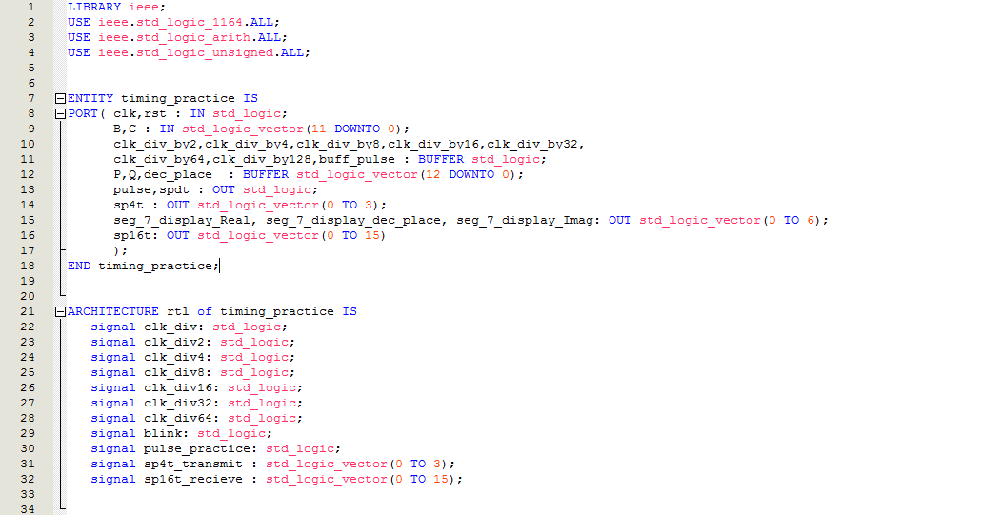 1 LIBRARY ieee;
2 USE ieee.std_logic_1164.ALL;
3 USE ieee.std_logic_arith.ALL;
4 USE ieee.std_logic_unsigned.ALL;
5
6
7 ENTITY timing_practice IS
8 PORT( clk,rst : IN std_logic;
9 B,C : IN std_logic_vector(11 DOWNTO 0);
10 clk_div_by2,clk_div_by4,clk_div_by8,clk_div_by16,clk_div_by32,
11 clk_div_by64,clk_div_by128,buff_pulse : BUFFER std_logic;
12 P,Q,dec_place : BUFFER std_logic_vector(12 DOWNTO 0);
13 pulse,spdt : OUT std_logic;
14 sp4t : OUT std_logic_vector(0 TO 3);
15 seg_7_display_Real, seg_7_display_dec_place, seg_7_display_Imag: OUT std_logic_vector(0 TO 6);
16 sp16t: OUT std_logic_vector(0 TO 15)
17 );
18 END timing_practice;
19
20
21 ARCHITECTURE rtl of timing_practice IS
22 signal clk_div: std_logic;
23 signal clk_div2: std_logic;
24 signal clk_div4: std_logic;
25 signal clk_div8: std_logic;
26 signal clk_div16: std_logic;
27 signal clk_div32: std_logic;
28 signal clk_div64: std_logic;
29 signal blink: std_logic;
30 signal pulse_practice: std_logic;
31 signal sp4t_transmit : std_logic_vector(0 TO 3);
32 signal sp16t_recieve : std_logic_vector(0 TO 15);
33
34